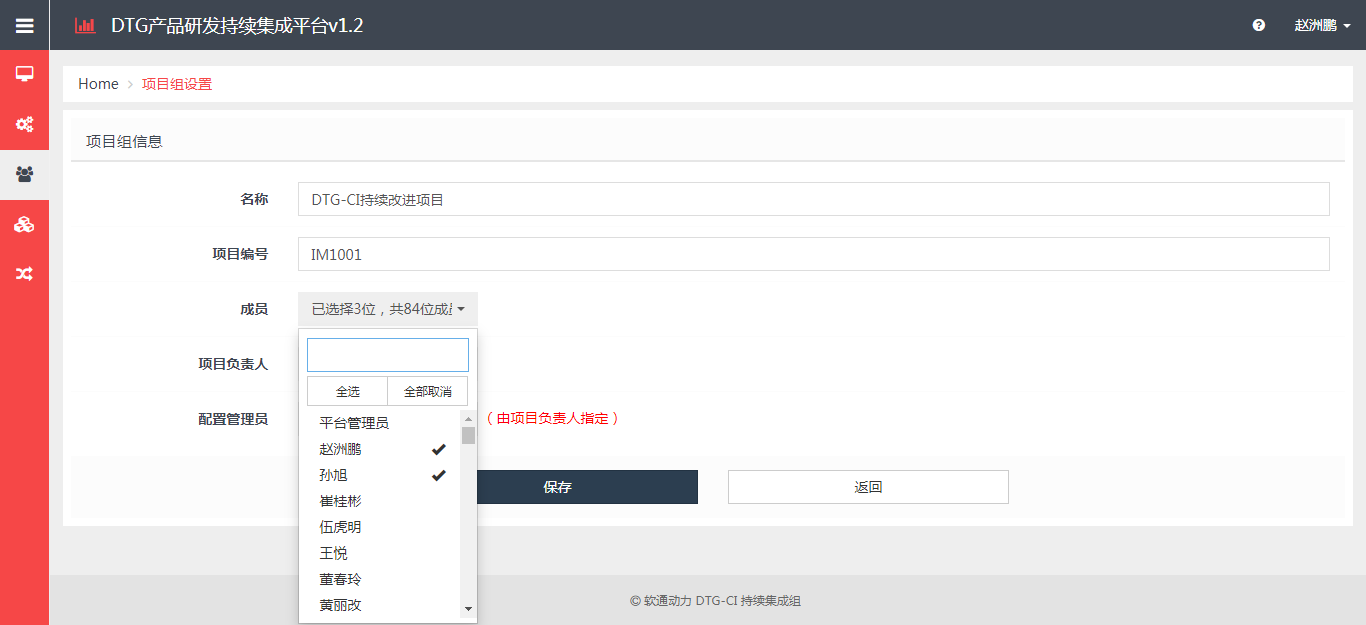 DTG产品研发持续集成平台v1.2
赵洲鹏
Home > 项目组设置
项目组信息
名称 DTG-CI持续改进项目
项目编号 IM1001
成员 已选择3位，共84位成
项目负责人
全选 全部取消
配置管理员 （由项目负责人指定）
平台管理员
赵洲鹏
孙旭
崔桂彬
伍虎明
王悦
董春玲
黄丽改
保存 返回
© 软通动力 DTG-CI 持续集成组